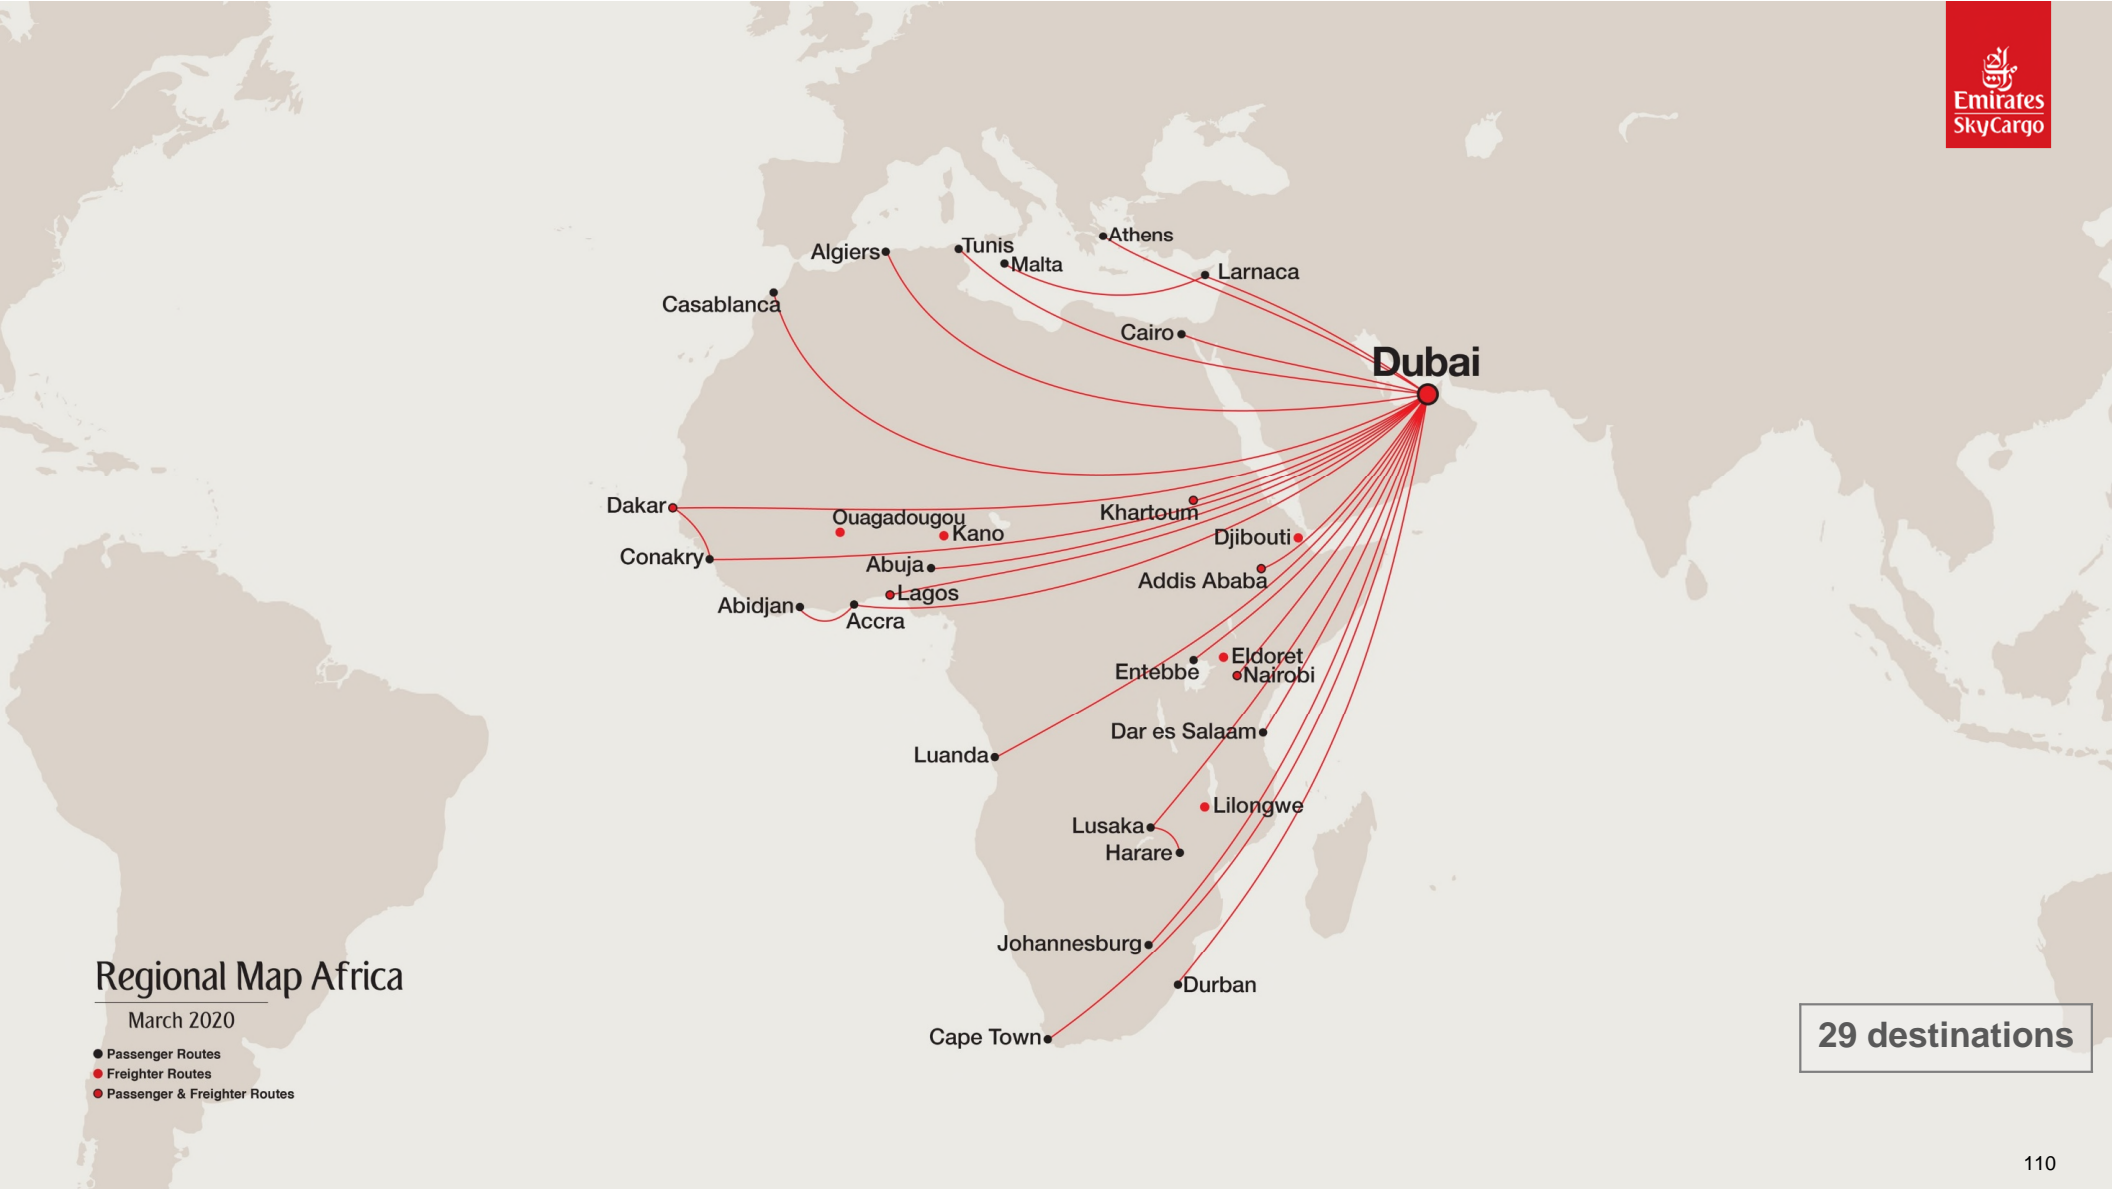 امارات
Emirates
SkyCargo
Athens
Tunis
Algiers
Malta
Larnaca
Casablanca
Cairo
Dubai
Dakar
Ouagadougou
Kano
Khartoum
Djibouti
Conakry
Abuja
Addis Ababa
Lagos
Abidjan
Accra
Eldoret
Entebbe
Nairobi
Dar es Salaam
Luanda
Lilongwe
Lusaka
Harare
Johannesburg
Durban
Cape Town
Regional Map Africa
March 2020
Passenger Routes
Freighter Routes
Passenger & Freighter Routes
29 destinations
110